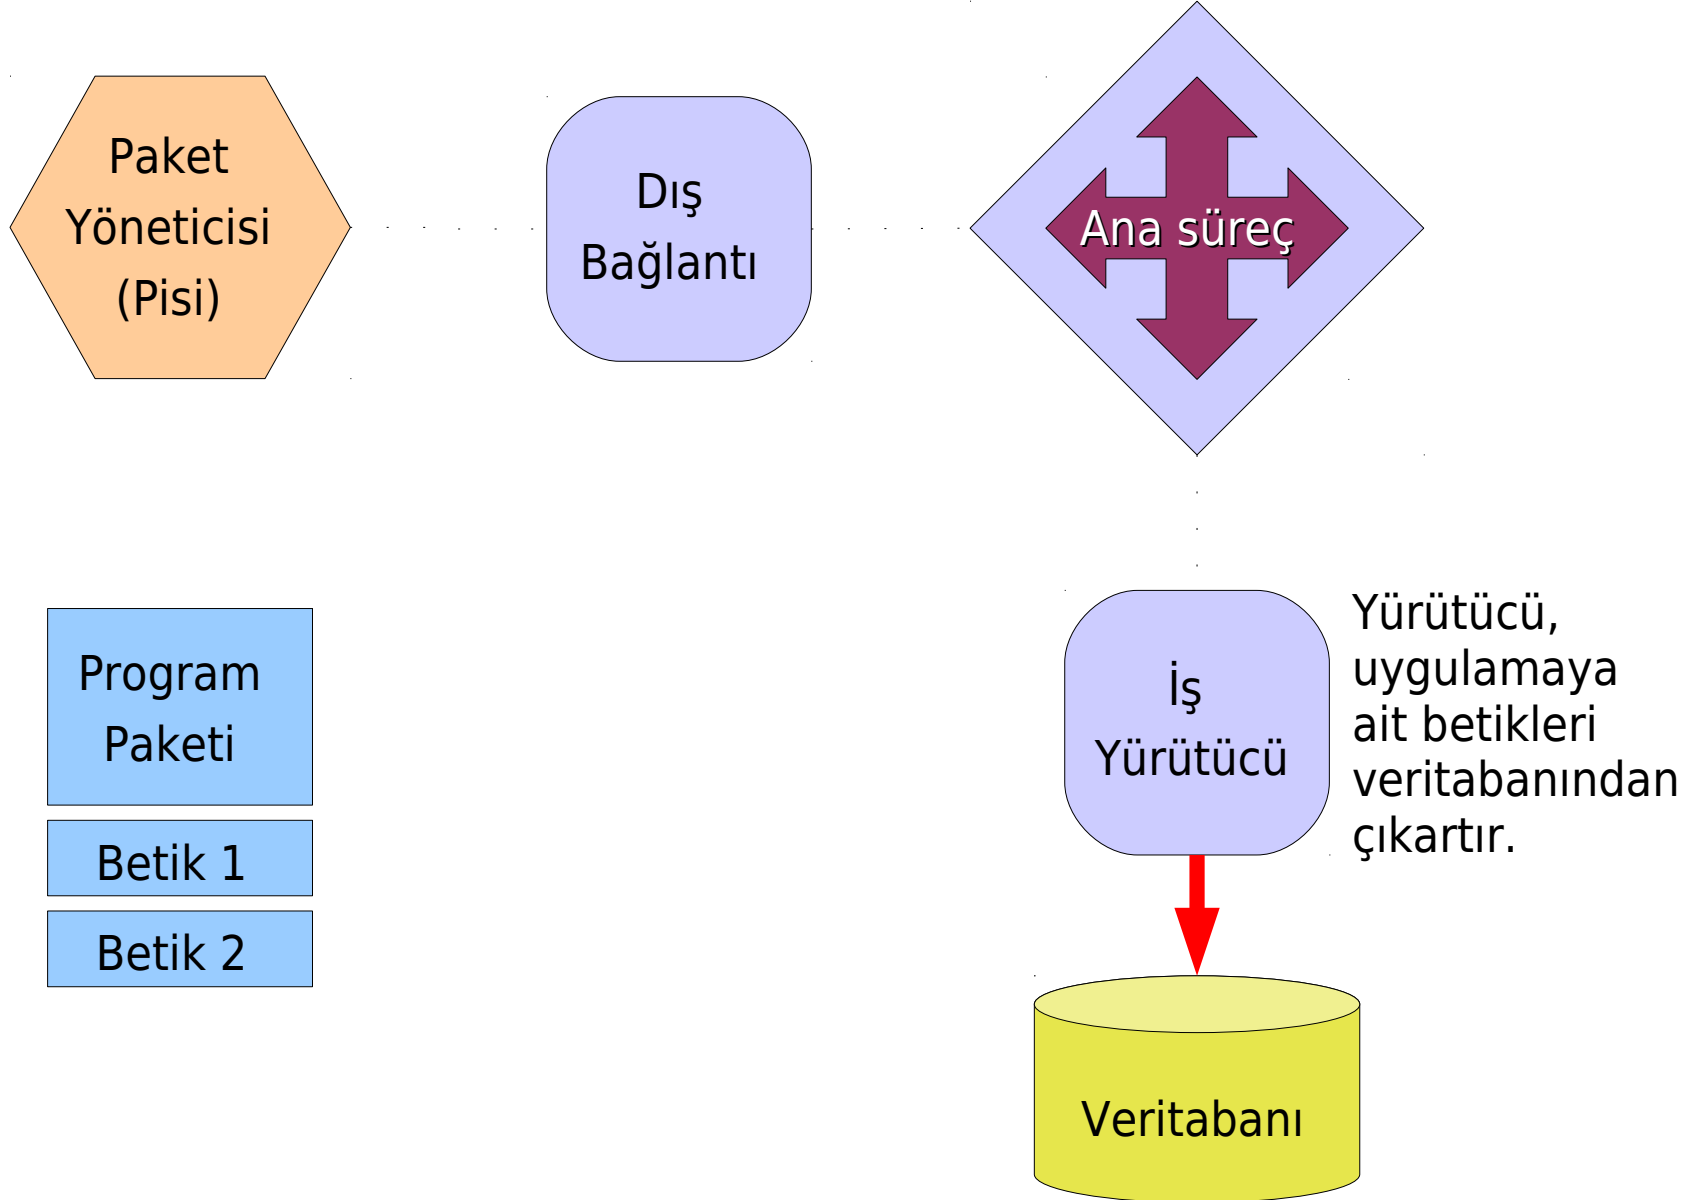 Paket
Yöneticisi
(Pisi)
Dış
Bağlantı
Ana süreç
Program
Paketi
Betik 1
Betik 2
İş
Yürütücü
Yürütücü,
uygulamaya
ait betikleri
veritabanından
çıkartır.
Veritabanı